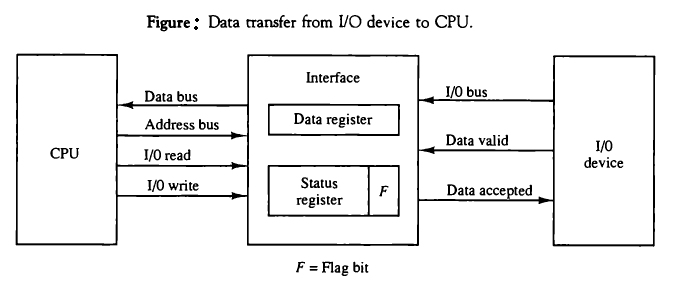 Figure: Data transfer from I/O device to CPU.
CPU
Data bus
Address bus
I/O read
I/O write
Interface
Data register
Status
register
F
I/O bus
Data valid
Data accepted
I/O
device
F = Flag bit